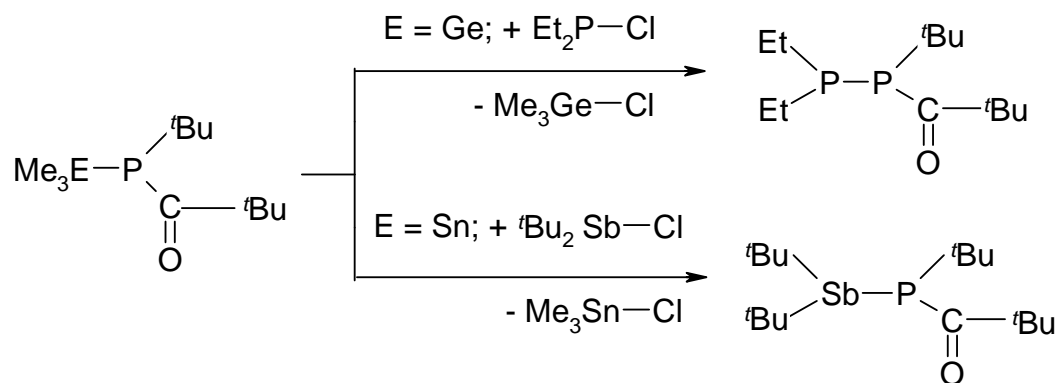 E = Ge; + Et₂P—Cl
- Me₃Ge—Cl
Et
Et
P—P
ᵗBu
C
ᵗBu
O
Me₃E—P
ᵗBu
C
ᵗBu
O
E = Sn; + ᵗBu₂ Sb—Cl
- Me₃Sn—Cl
ᵗBu
ᵗBu
Sb—P
ᵗBu
C
ᵗBu
O